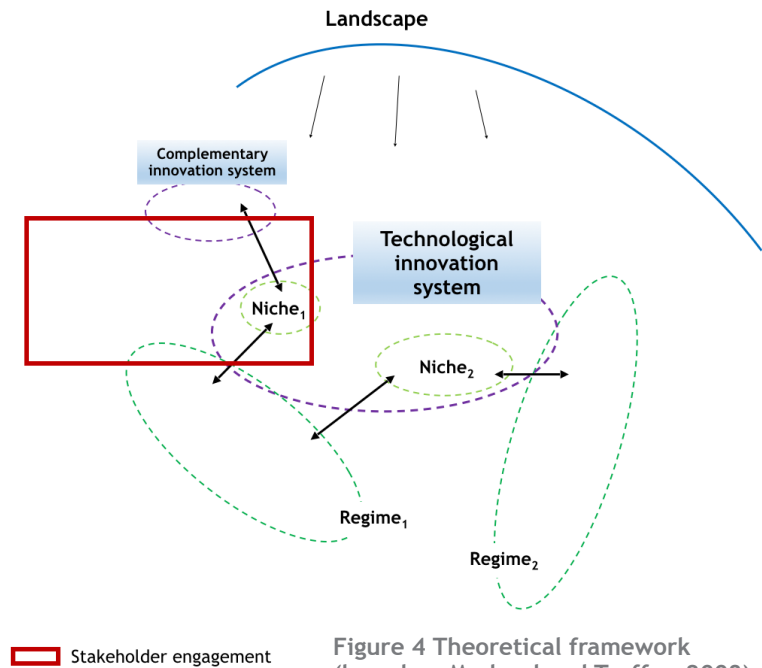 Landscape
Complementary
innovation system
Technological
innovation
system
Niche₁
Niche₂
Regime₁
Regime₂
Stakeholder engagement
Figure 4 Theoretical framework